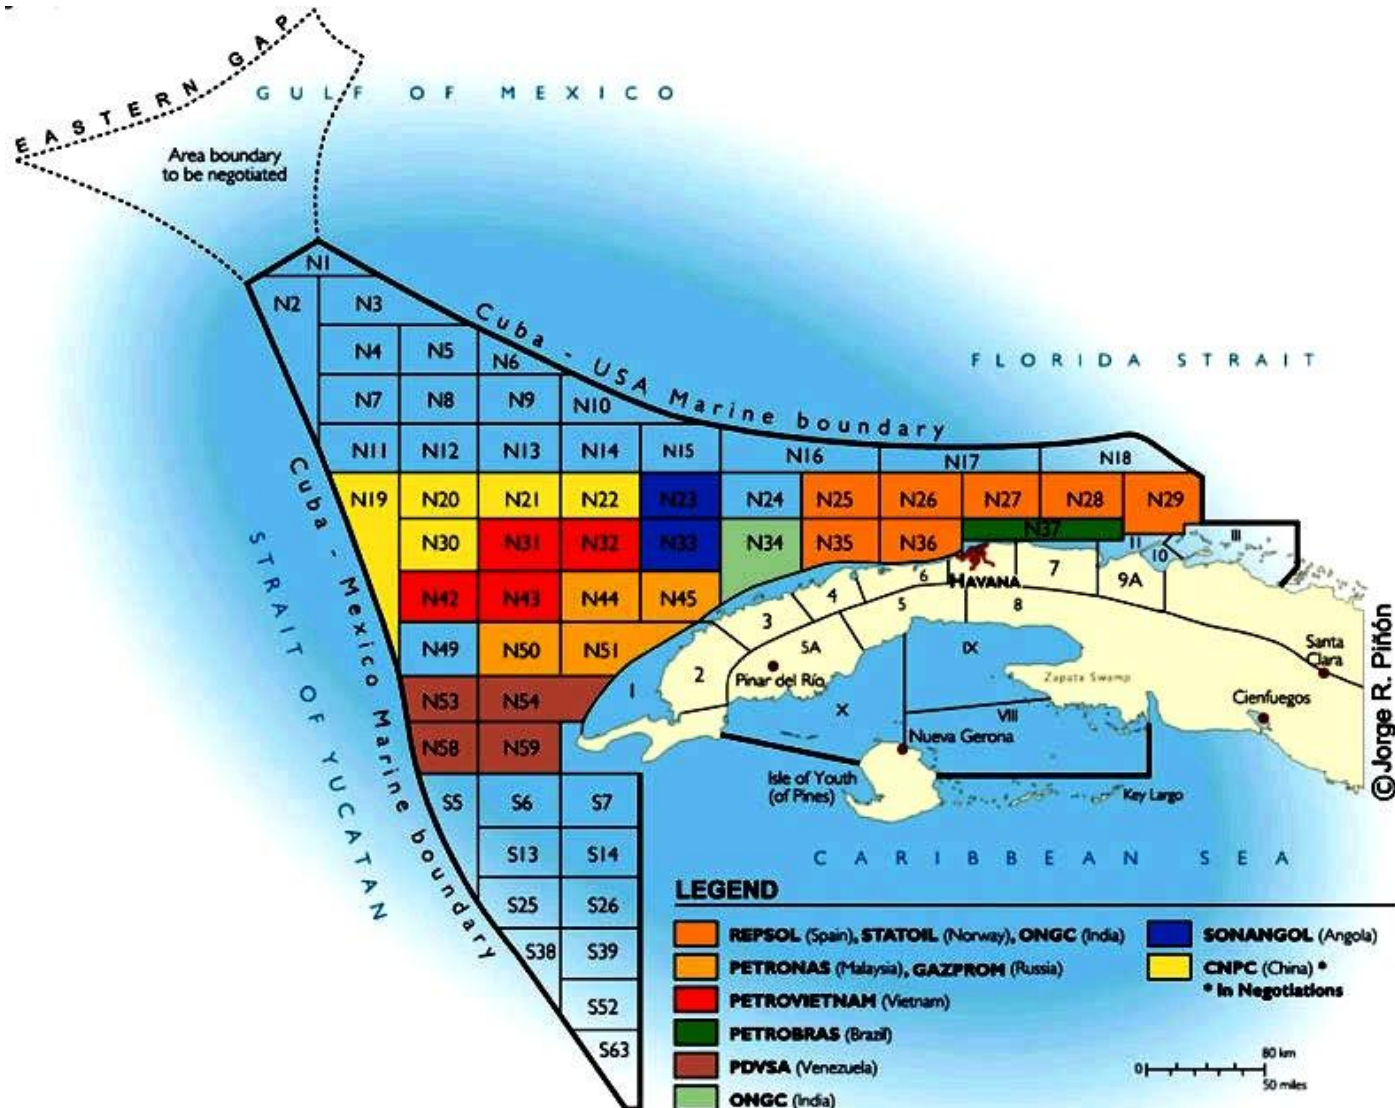 EASTERN GAP
GULF OF MEXICO
Area boundary
to be negotiated
FLORIDA STRAIT
Cuba - USA Marine boundary
Cuba - Mexico Marine boundary
STRAIT OF YUCATAN
N1
N2 N3
N4 N5 N6
N7 N8 N9 N10
N11 N12 N13 N14 N15 N16 N17 N18
N19 N20 N21 N22 N23 N24 N25 N26 N27 N28 N29
N30 N31 N32 N33 N34 N35 N36 N37 II 10 III
N42 N43 N44 N45 3 4 6 HAVANA 7 9A
5 8
N49 N50 N51 2 5A IX
Santa
Clara
Pinar del Río
Zapata Swamp
Cienfuegos
N53 N54 1 X VIII
N58 N59
Nueva Gerona
Isle of Youth
(of Pines)
Key Largo
S5 S6 S7
S13 S14
S25 S26
S38 S39
S52
S63
CARIBBEAN SEA
©Jorge R. Piñón
LEGEND
REPSOL (Spain), STATOIL (Norway), ONGC (India)
PETRONAS (Malaysia), GAZPROM (Russia)
PETROVIETNAM (Vietnam)
PETROBRAS (Brazil)
PDVSA (Venezuela)
ONGC (India)
SONANGOL (Angola)
CNPC (China) *
* In Negotiations
0 80 km
50 miles